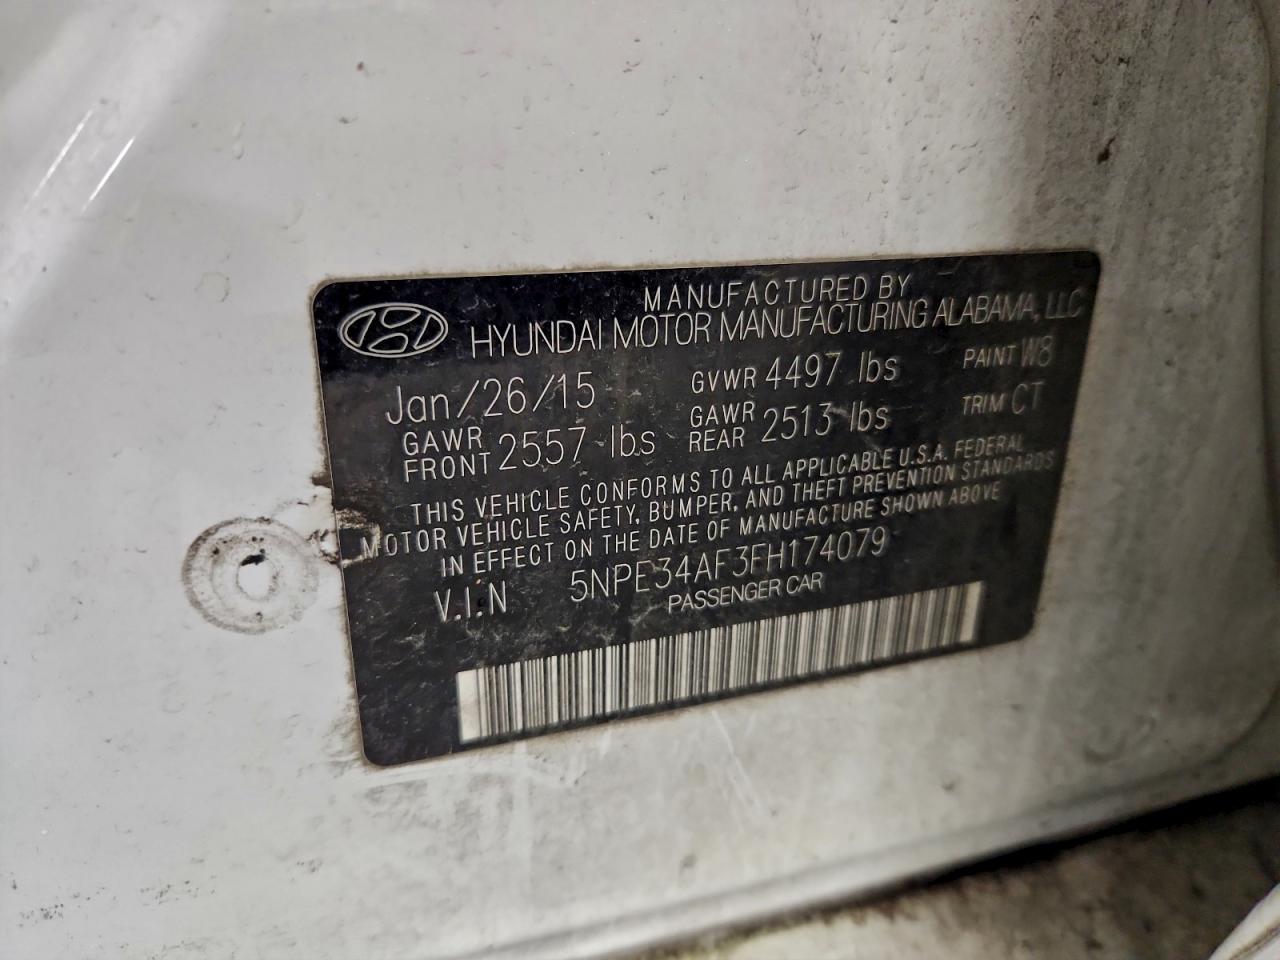 MANUFACTURED BY
HYUNDAI MOTOR MANUFACTURING ALABAMA, LLC
Jan/26/15 GVWR 4497 lbs PAINT W8
GAWR FRONT 2557 lbs GAWR REAR 2513 lbs TRIM CT
THIS VEHICLE CONFORMS TO ALL APPLICABLE U.S.A. FEDERAL
MOTOR VEHICLE SAFETY, BUMPER, AND THEFT PREVENTION STANDARDS
IN EFFECT ON THE DATE OF MANUFACTURE SHOWN ABOVE
V.I.N 5NPE34AF3FH174079
PASSENGER CAR